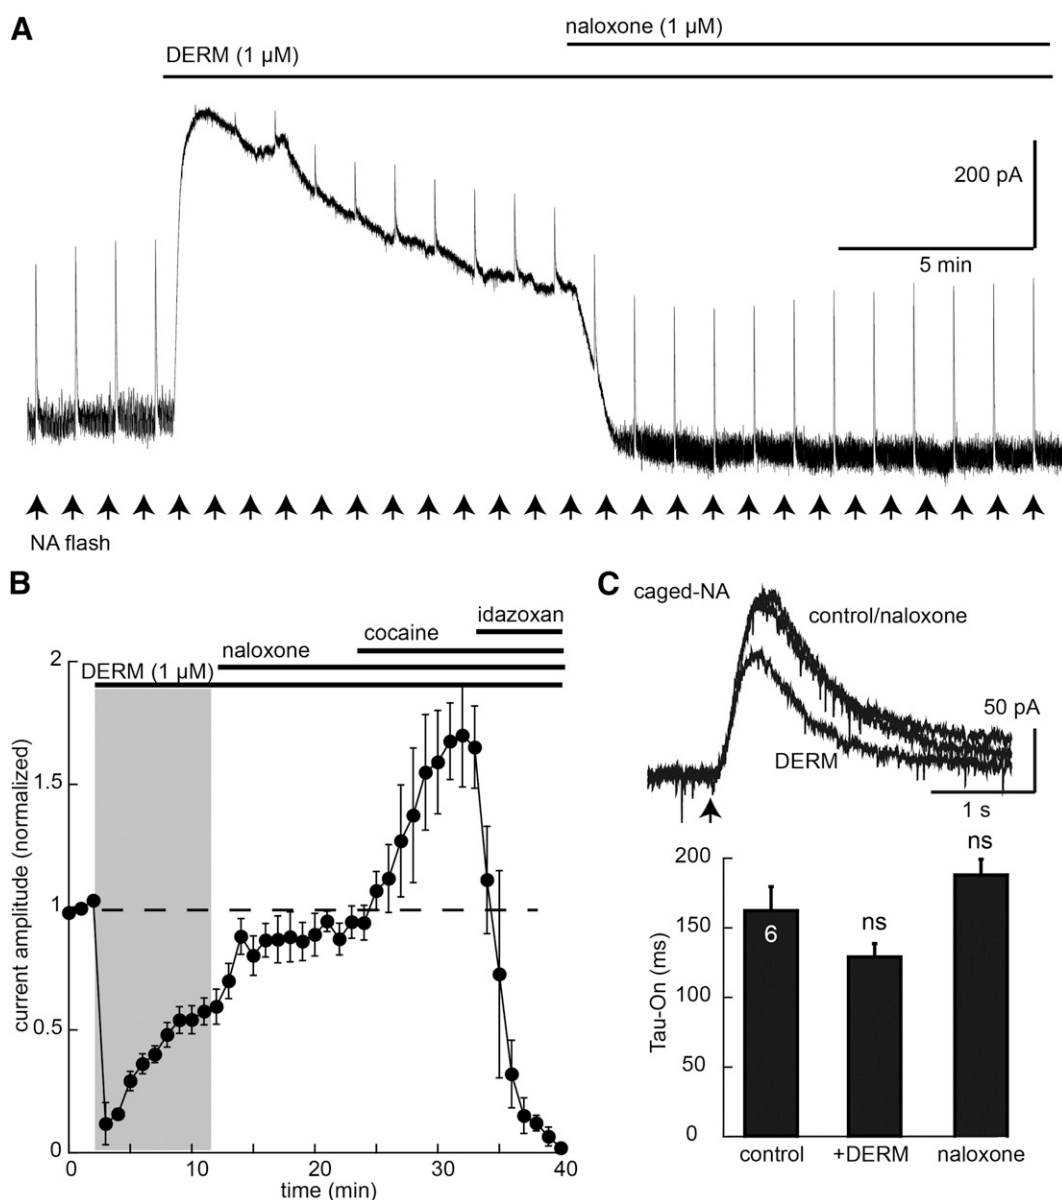 A
naloxone (1 µM)
DERM (1 µM)
200 pA
5 min
NA flash
B
idazoxan
cocaine
naloxone
DERM (1 µM)
2
1.5
1
0.5
0
current amplitude (normalized)
0 10 20 30 40
time (min)
C
caged-NA
control/naloxone
50 pA
DERM
1 s
200
150
100
50
0
Tau-On (ms)
6
ns
ns
control +DERM naloxone